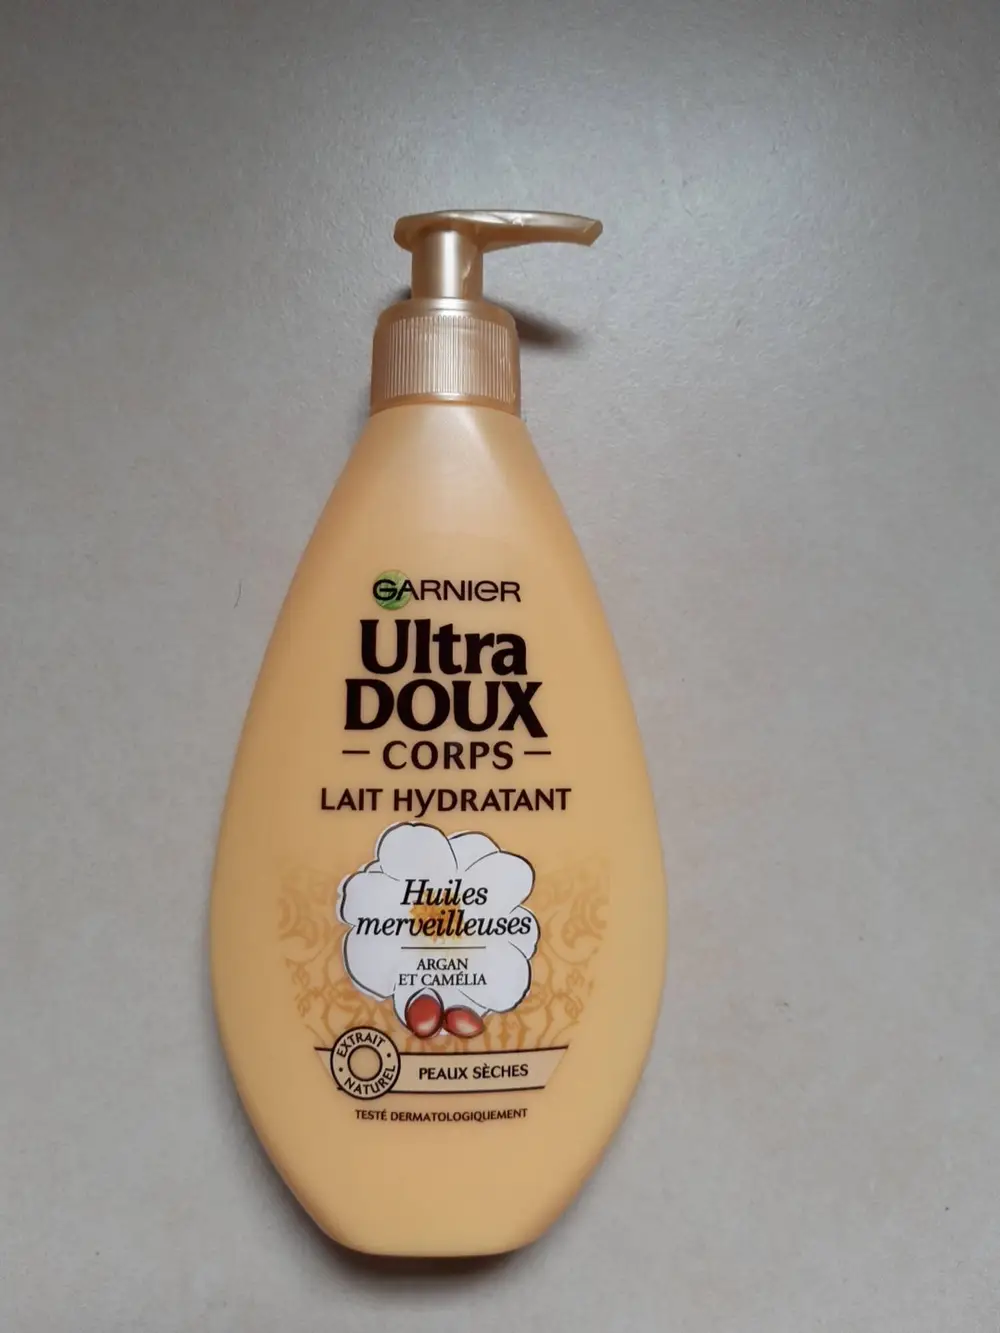 GARNIER
Ultra
DOUX
CORPS
LAIT HYDRATANT
Huiles
merveilleuses
ARGAN
ET CAMÉLIA
EXTRAIT NATUREL
PEAUX SÈCHES
TESTÉ DERMATOLOGIQUEMENT